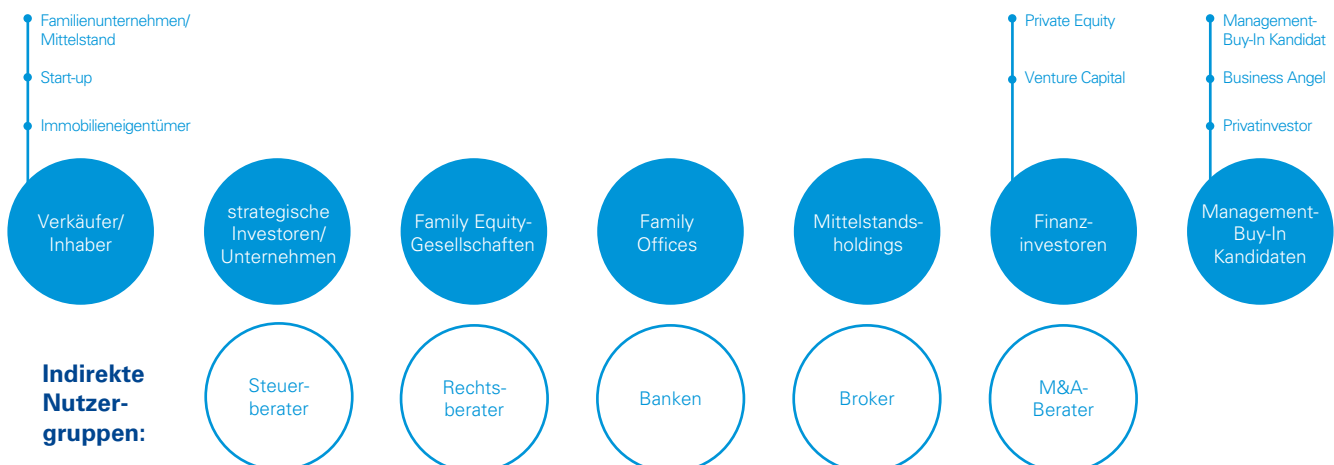 Familienunternehmen/
Mittelstand
Start-up
Immobilieneigentümer
Private Equity
Venture Capital
Management-
Buy-In Kandidat
Business Angel
Privatinvestor
Verkäufer/
Inhaber
strategische
Investoren/
Unternehmen
Family Equity-
Gesellschaften
Family
Offices
Mittelstands-
holdings
Finanz-
investoren
Management-
Buy-In
Kandidaten
Indirekte
Nutzer-
gruppen:
Steuer-
berater
Rechts-
berater
Banken
Broker
M&A-
Berater